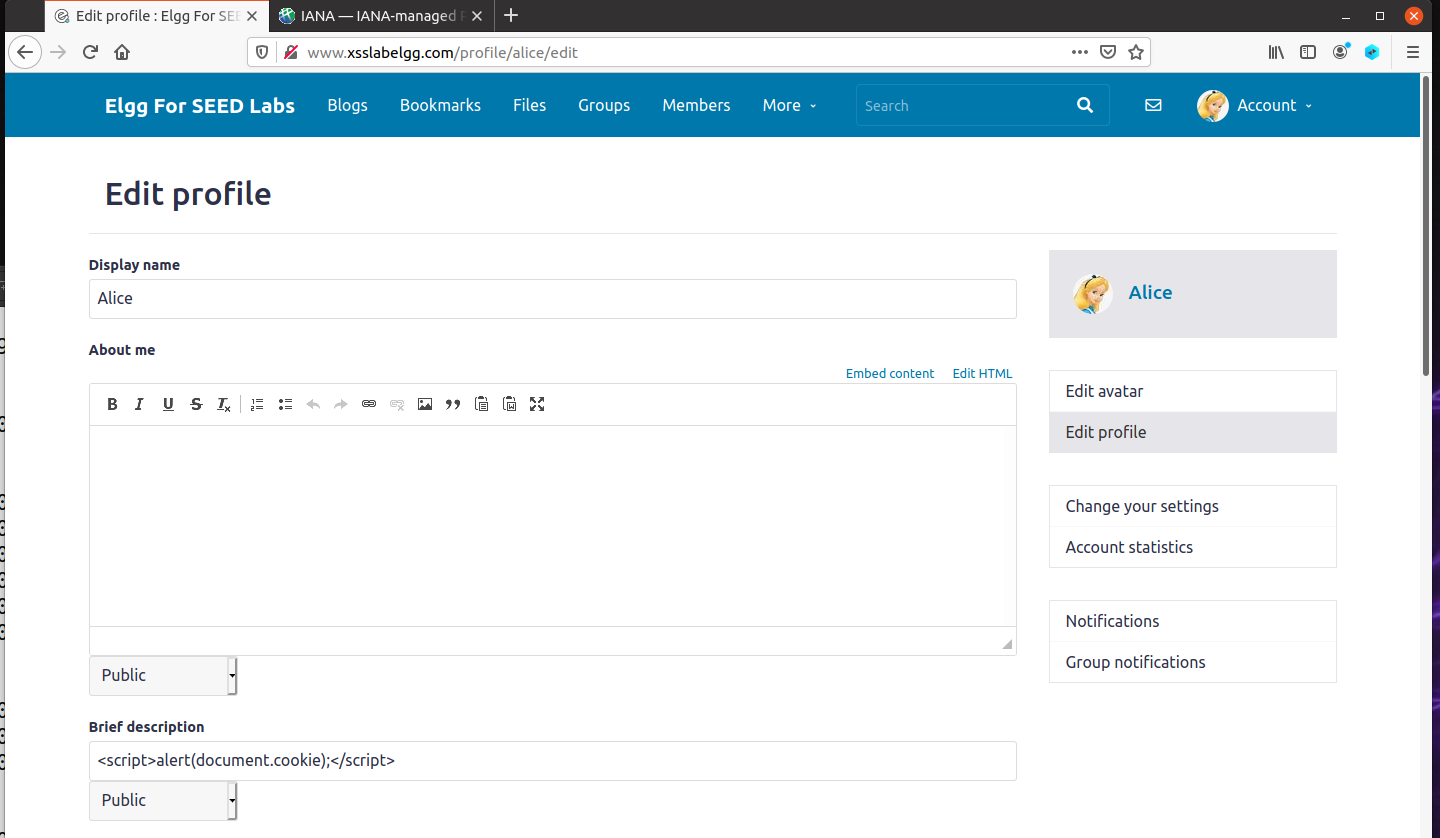 Edit profile : Elgg For SEE
IANA — IANA-managed
www.xsslabelgg.com/profile/alice/edit
Elgg For SEED Labs Blogs Bookmarks Files Groups Members More Search Account
Edit profile
Display name
Alice
Alice
About me
Embed content Edit HTML
Edit avatar
Edit profile
Change your settings
Account statistics
Notifications
Group notifications
Public
Brief description
<script>alert(document.cookie);</script>
Public